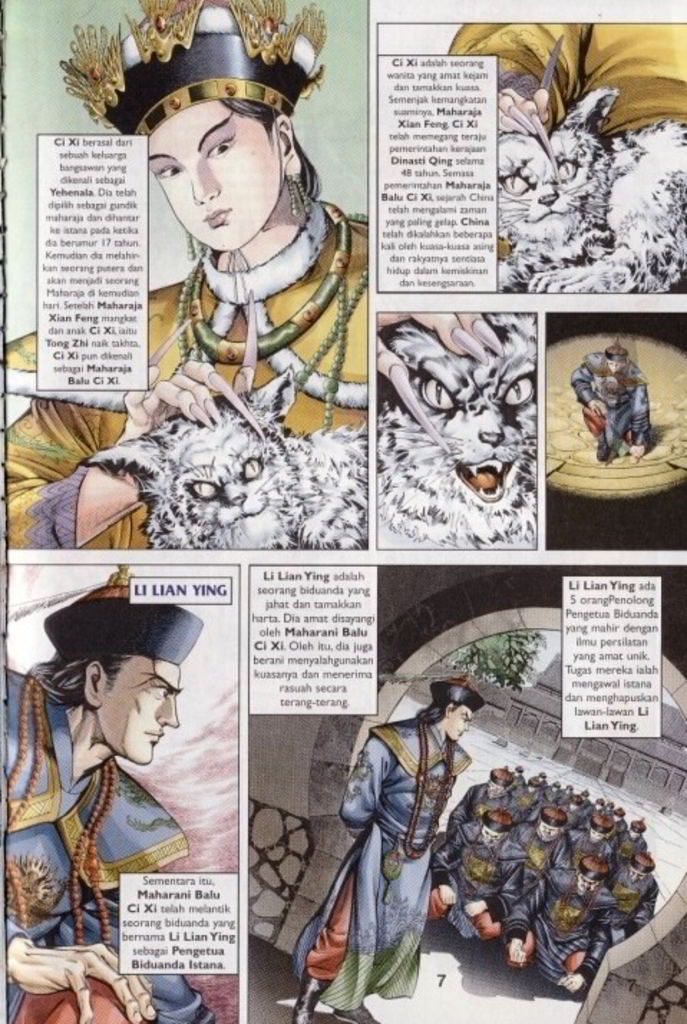 Ci Xi berasal dari
sebuah keluarga
bangsawan yang
dikenali sebagai
Yehenala. Dia telah
dipilih sebagai gundik
maharaja dan dihantar
ke istana pada ketika
dia berumur 17 tahun.
Kemudian dia melahir-
kan seorang putera dan
akan menjadi seorang
Maharaja di kemudian
hari. Setelah Maharaja
Xian Feng mangkat
dan anak Ci Xi, iaitu
Tong Zhi naik takhta,
Ci Xi pun dikenali
sebagai Maharaja
Balu Ci Xi.
Ci Xi adalah seorang
wanita yang amat kejam
dan tamakkan kuasa.
Semenjak kemangkatan
suaminya, Maharaja
Xian Feng, Ci Xi
telah memegang teraju
pemerintahan kerajaan
Dinasti Qing selama
48 tahun. Semasa
pemerintahan Maharaja
Balu Ci Xi, sejarah China
telah mengalami zaman
yang paling gelap. China
telah dikalahkan beberapa
kali oleh kuasa-kuasa asing
dan rakyatnya sentiasa
hidup dalam kemiskinan
dan kesengsaraan.
LI LIAN YING
Sementara itu,
Maharani Balu
Ci Xi telah melantik
seorang biduanda yang
bernama Li Lian Ying
sebagai Pengetua
Biduanda Istana.
Li Lian Ying adalah
seorang biduanda yang
jahat dan tamakkan
harta. Dia amat disayangi
oleh Maharani Balu
Ci Xi. Oleh itu, dia juga
berani menyalahgunakan
kuasanya dan menerima
rasuah secara
terang-terang.
Li Lian Ying ada
5 orangPenolong
Pengetua Biduanda
yang mahir dengan
ilmu persilatan
yang amat unik.
Tugas mereka ialah
mengawal istana
dan menghapuskan
lawan-lawan Li
Lian Ying.
7